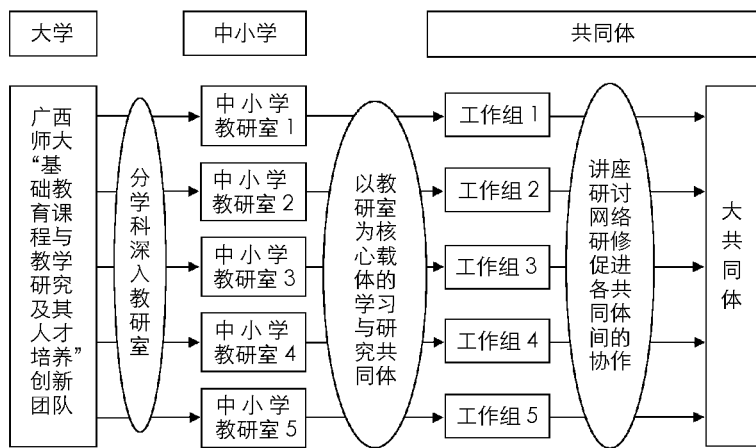 大学
中小学
共同体
广西
师大
“基
础教
育课
程与
教学
研究
及其
人才
培养”
创新
团队
分学科深入教研室
中小学
教研室1
中小学
教研室2
中小学
教研室3
中小学
教研室4
中小学
教研室5
以教
研室
为核
心载
体的
学习
与研
究共
同体
工作组1
工作组2
工作组3
工作组4
工作组5
讲座
研讨
网络
研修
促进
各共
同体
间的
协作
大共同体